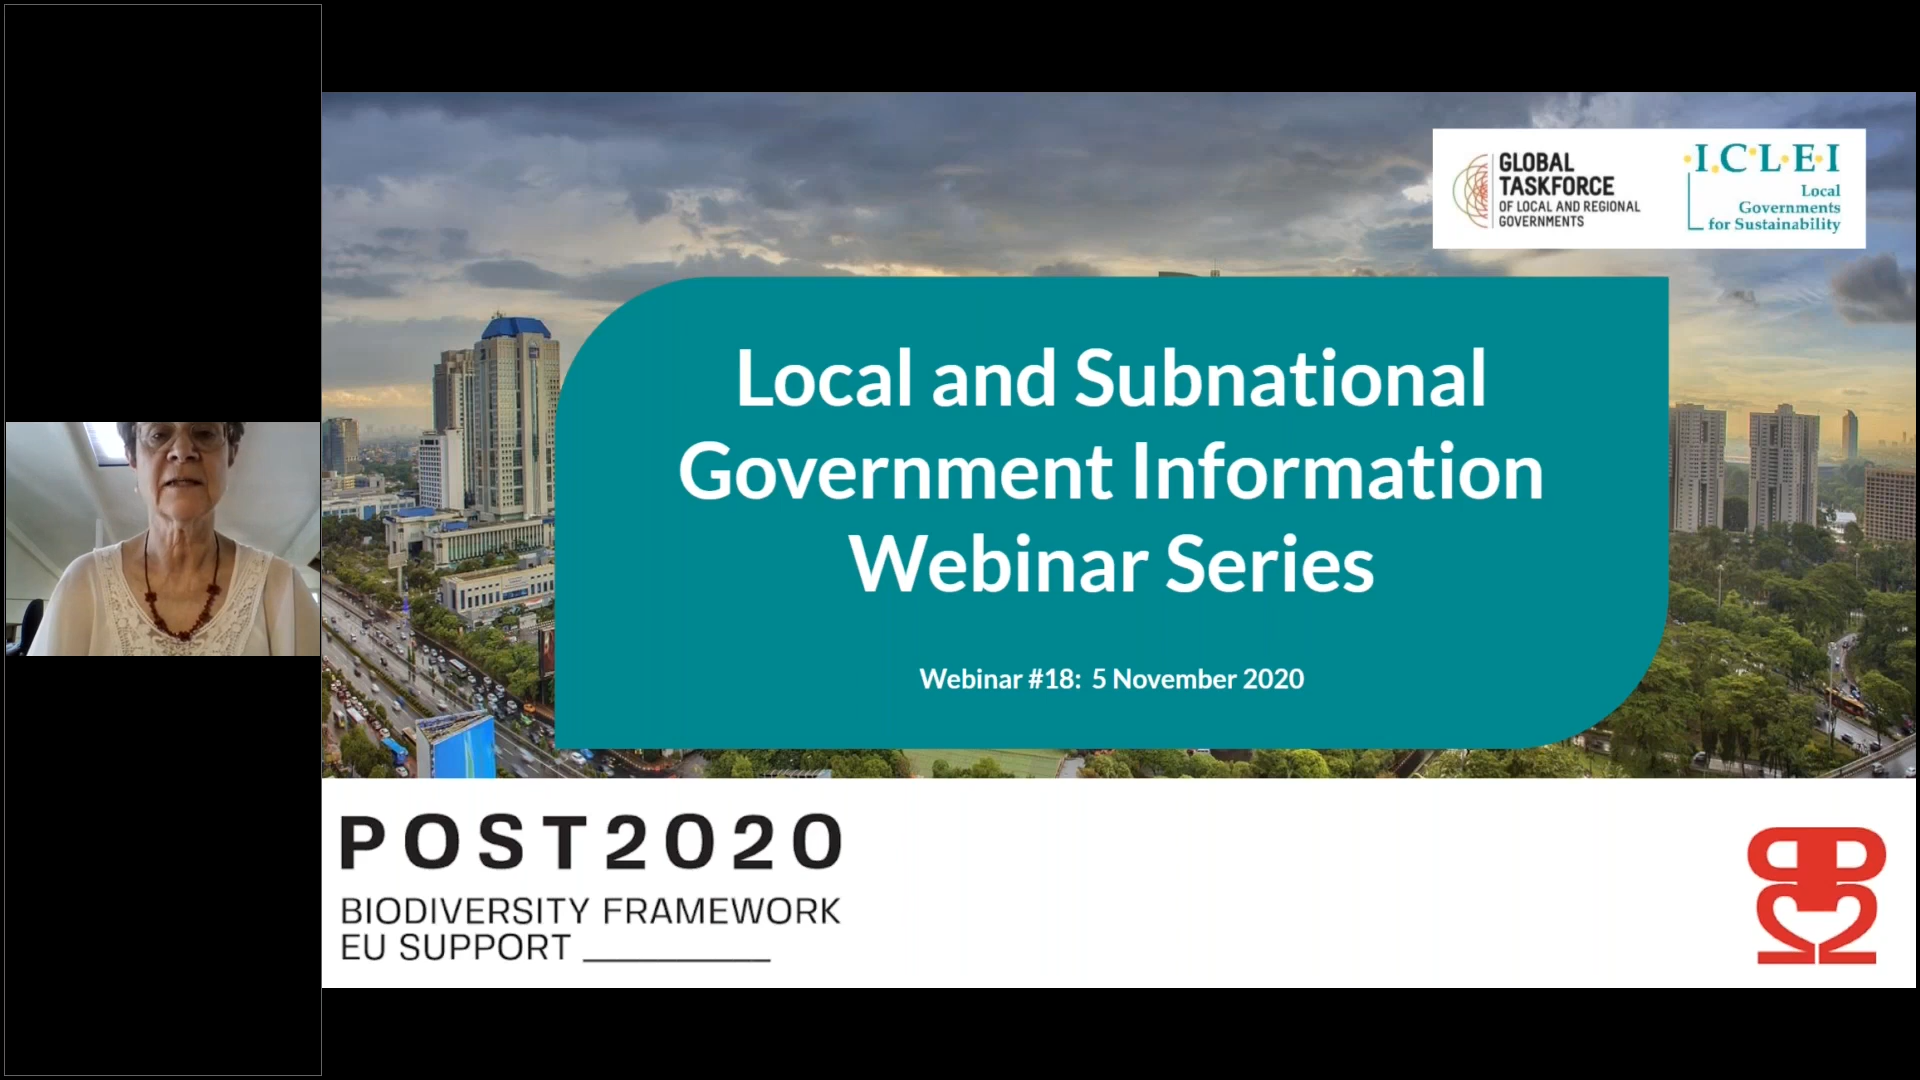 GLOBAL
TASKFORCE
OF LOCAL AND REGIONAL
GOVERNMENTS
I.C.L.E.I
Local
Governments
for Sustainability
Local and Subnational
Government Information
Webinar Series
Webinar #18: 5 November 2020
POST2020
BIODIVERSITY FRAMEWORK
EU SUPPORT